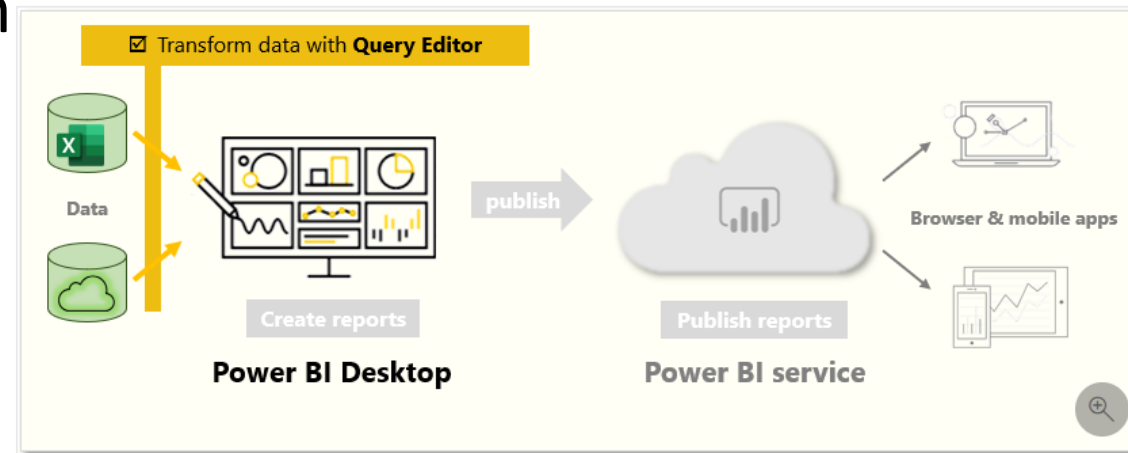 n
Transform data with Query Editor
X
Data
publish
Browser & mobile apps
Create reports
Publish reports
Power BI Desktop
Power BI service